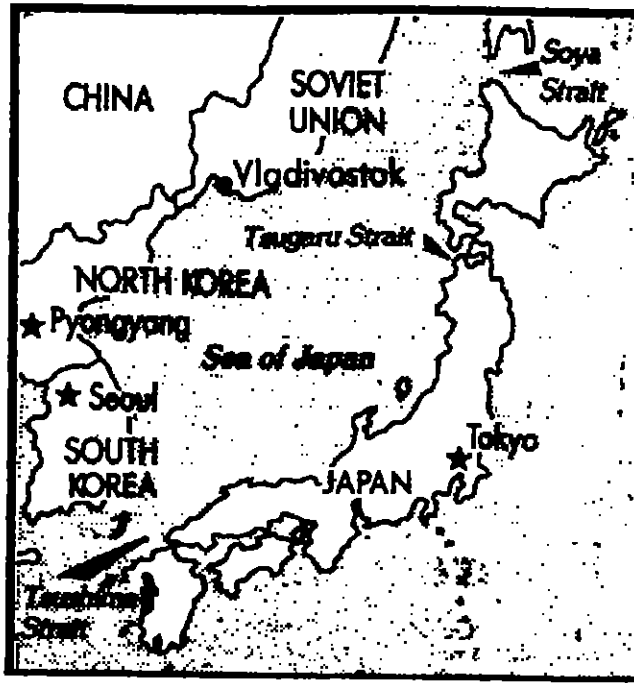 Soya
Strait
CHINA
SOVIET
UNION
Vladivostok
Tsugaru Strait
NORTH KOREA
Pyongyang
Sea of Japan
Seoul
Tokyo
SOUTH
KOREA
JAPAN
Tsushima
Strait